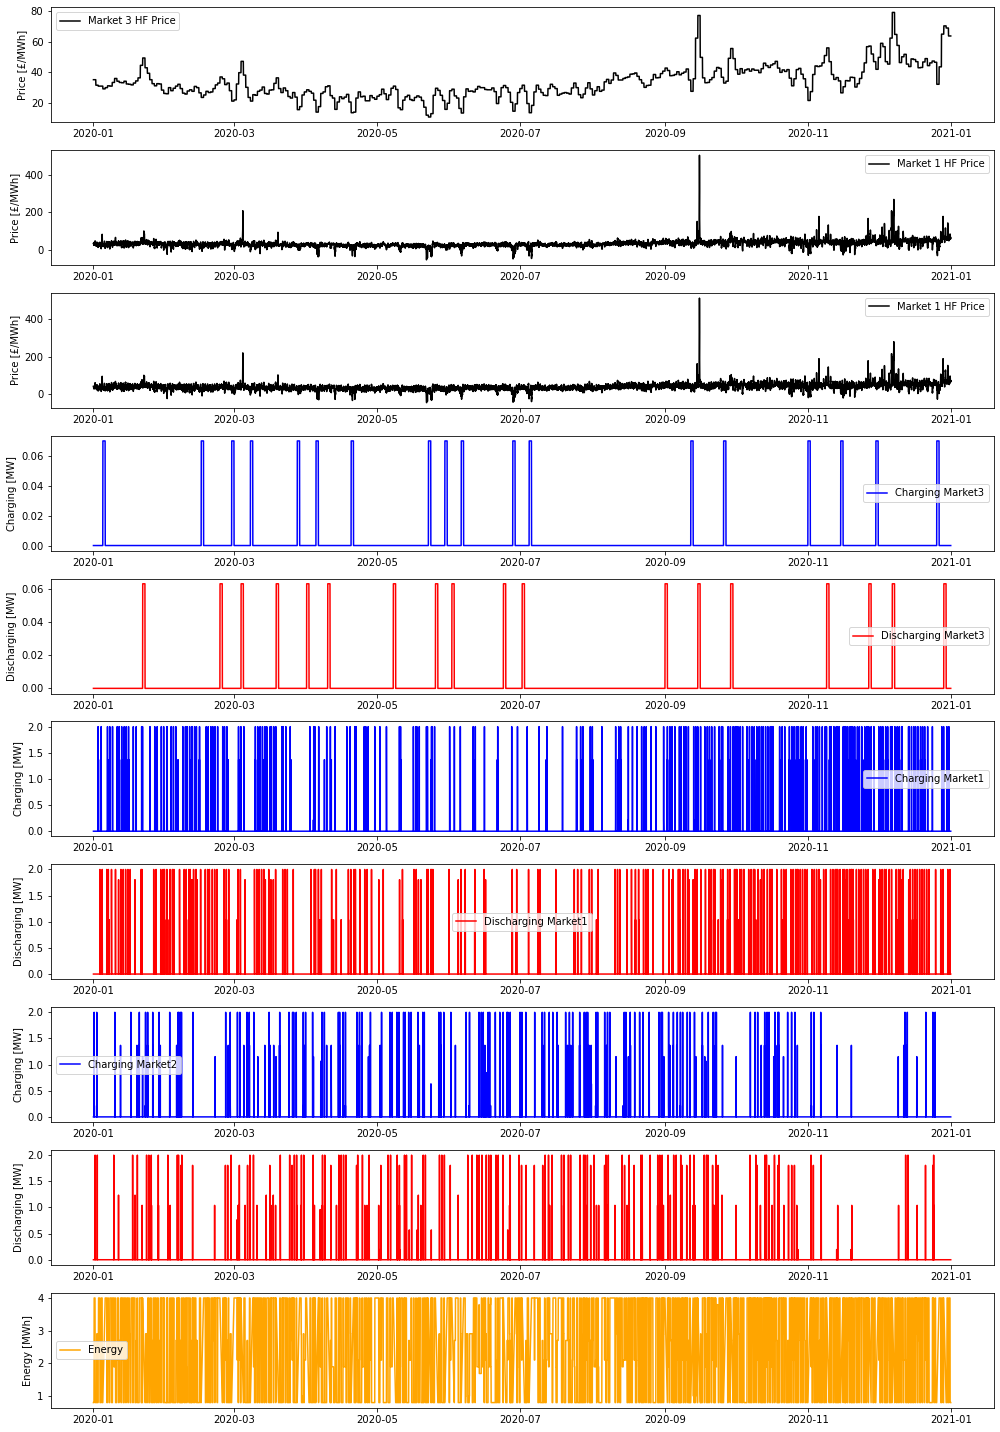 Price [£/MWh]
80
60
40
20
Market 3 HF Price
2020-01 2020-03 2020-05 2020-07 2020-09 2020-11 2021-01
Price [£/MWh]
400
200
0
Market 1 HF Price
2020-01 2020-03 2020-05 2020-07 2020-09 2020-11 2021-01
Price [£/MWh]
400
200
0
Market 1 HF Price
2020-01 2020-03 2020-05 2020-07 2020-09 2020-11 2021-01
Charging [MW]
0.06
0.04
0.02
0.00
Charging Market3
2020-01 2020-03 2020-05 2020-07 2020-09 2020-11 2021-01
Discharging [MW]
0.06
0.04
0.02
0.00
Discharging Market3
2020-01 2020-03 2020-05 2020-07 2020-09 2020-11 2021-01
Charging [MW]
2.0
1.5
1.0
0.5
0.0
Charging Market1
2020-01 2020-03 2020-05 2020-07 2020-09 2020-11 2021-01
Discharging [MW]
2.0
1.5
1.0
0.5
0.0
Discharging Market1
2020-01 2020-03 2020-05 2020-07 2020-09 2020-11 2021-01
Charging [MW]
2.0
1.5
1.0
0.5
0.0
Charging Market2
2020-01 2020-03 2020-05 2020-07 2020-09 2020-11 2021-01
Discharging [MW]
2.0
1.5
1.0
0.5
0.0
2020-01 2020-03 2020-05 2020-07 2020-09 2020-11 2021-01
Energy [MWh]
4
3
2
1
Energy
2020-01 2020-03 2020-05 2020-07 2020-09 2020-11 2021-01